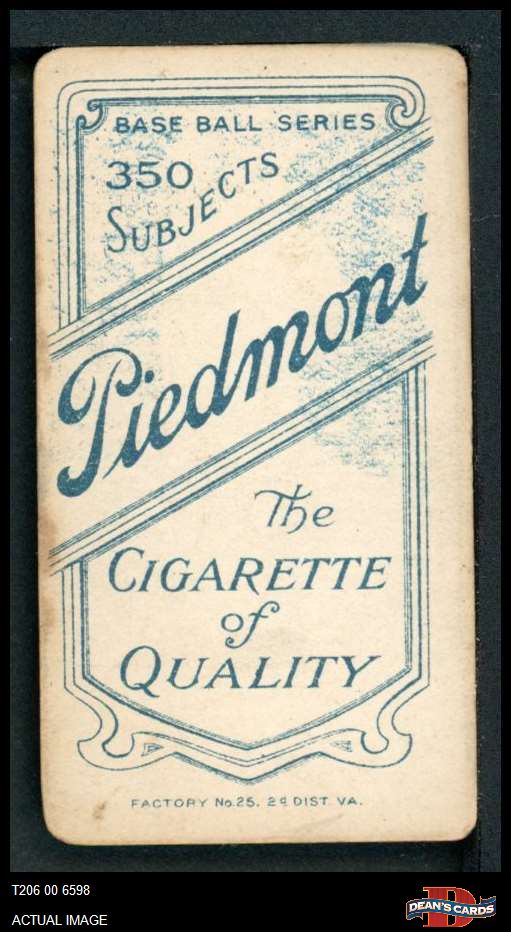 BASE BALL SERIES
350
SUBJECTS
Piedmont
The
CIGARETTE
of
QUALITY
FACTORY No. 25. 2d DIST. VA.
T206 00 6598
ACTUAL IMAGE
D
DEAN'S CARDS